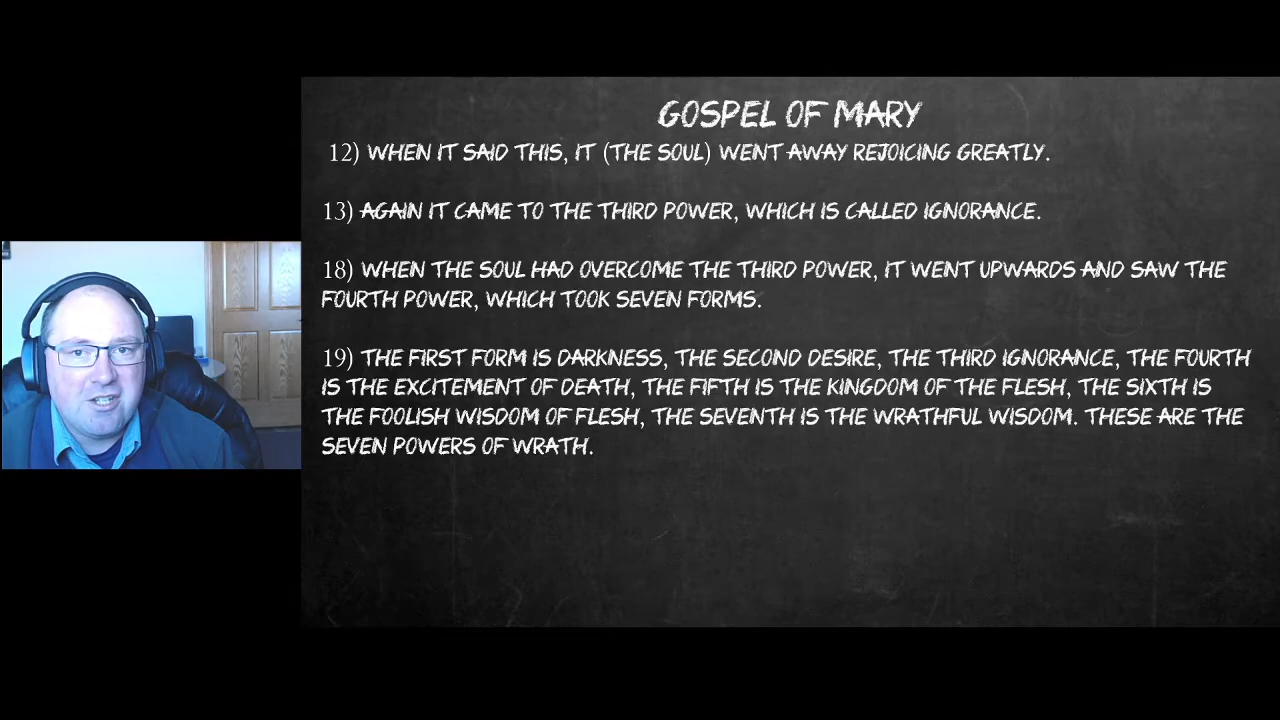 GOSPEL OF MARY
12) WHEN IT SAID THIS, IT (THE SOUL) WENT AWAY REJOICING GREATLY.
13) AGAIN IT CAME TO THE THIRD POWER, WHICH IS CALLED IGNORANCE.
18) WHEN THE SOUL HAD OVERCOME THE THIRD POWER, IT WENT UPWARDS AND SAW THE
FOURTH POWER, WHICH TOOK SEVEN FORMS.
19) THE FIRST FORM IS DARKNESS, THE SECOND DESIRE, THE THIRD IGNORANCE, THE FOURTH
IS THE EXCITEMENT OF DEATH, THE FIFTH IS THE KINGDOM OF THE FLESH, THE SIXTH IS
THE FOOLISH WISDOM OF FLESH, THE SEVENTH IS THE WRATHFUL WISDOM. THESE ARE THE
SEVEN POWERS OF WRATH.